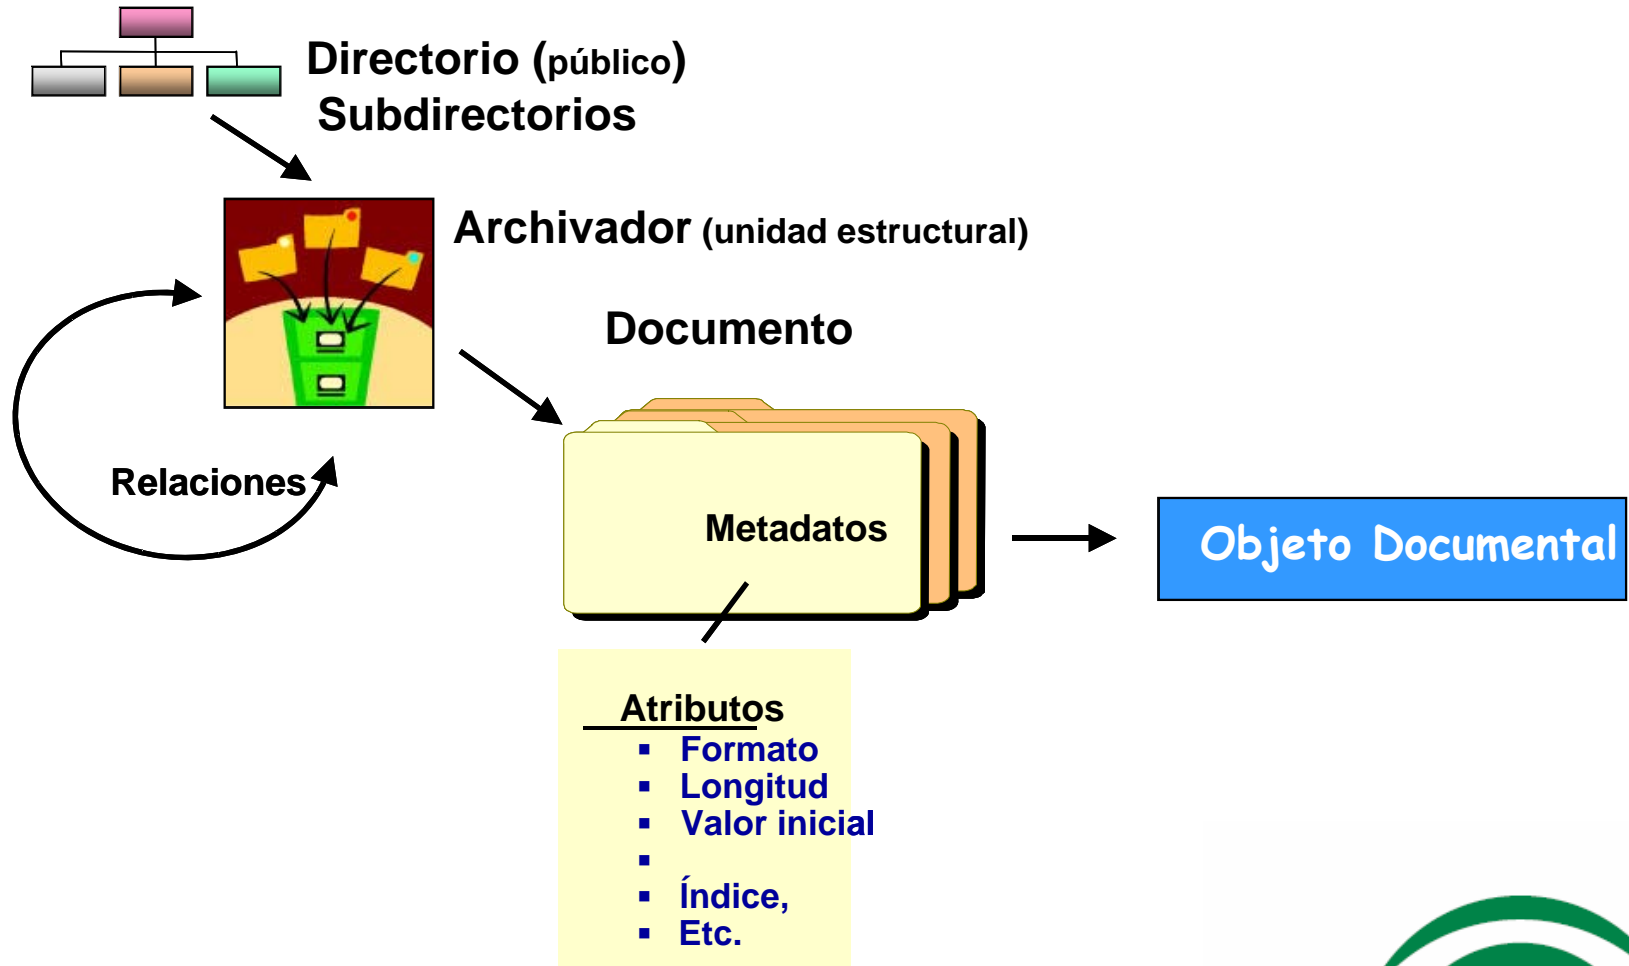 Directorio (público)
Subdirectorios
Archivador (unidad estructural)
Documento
Relaciones
Metadatos
Objeto Documental
Atributos
▪ Formato
▪ Longitud
▪ Valor inicial
▪
▪ Índice,
▪ Etc.